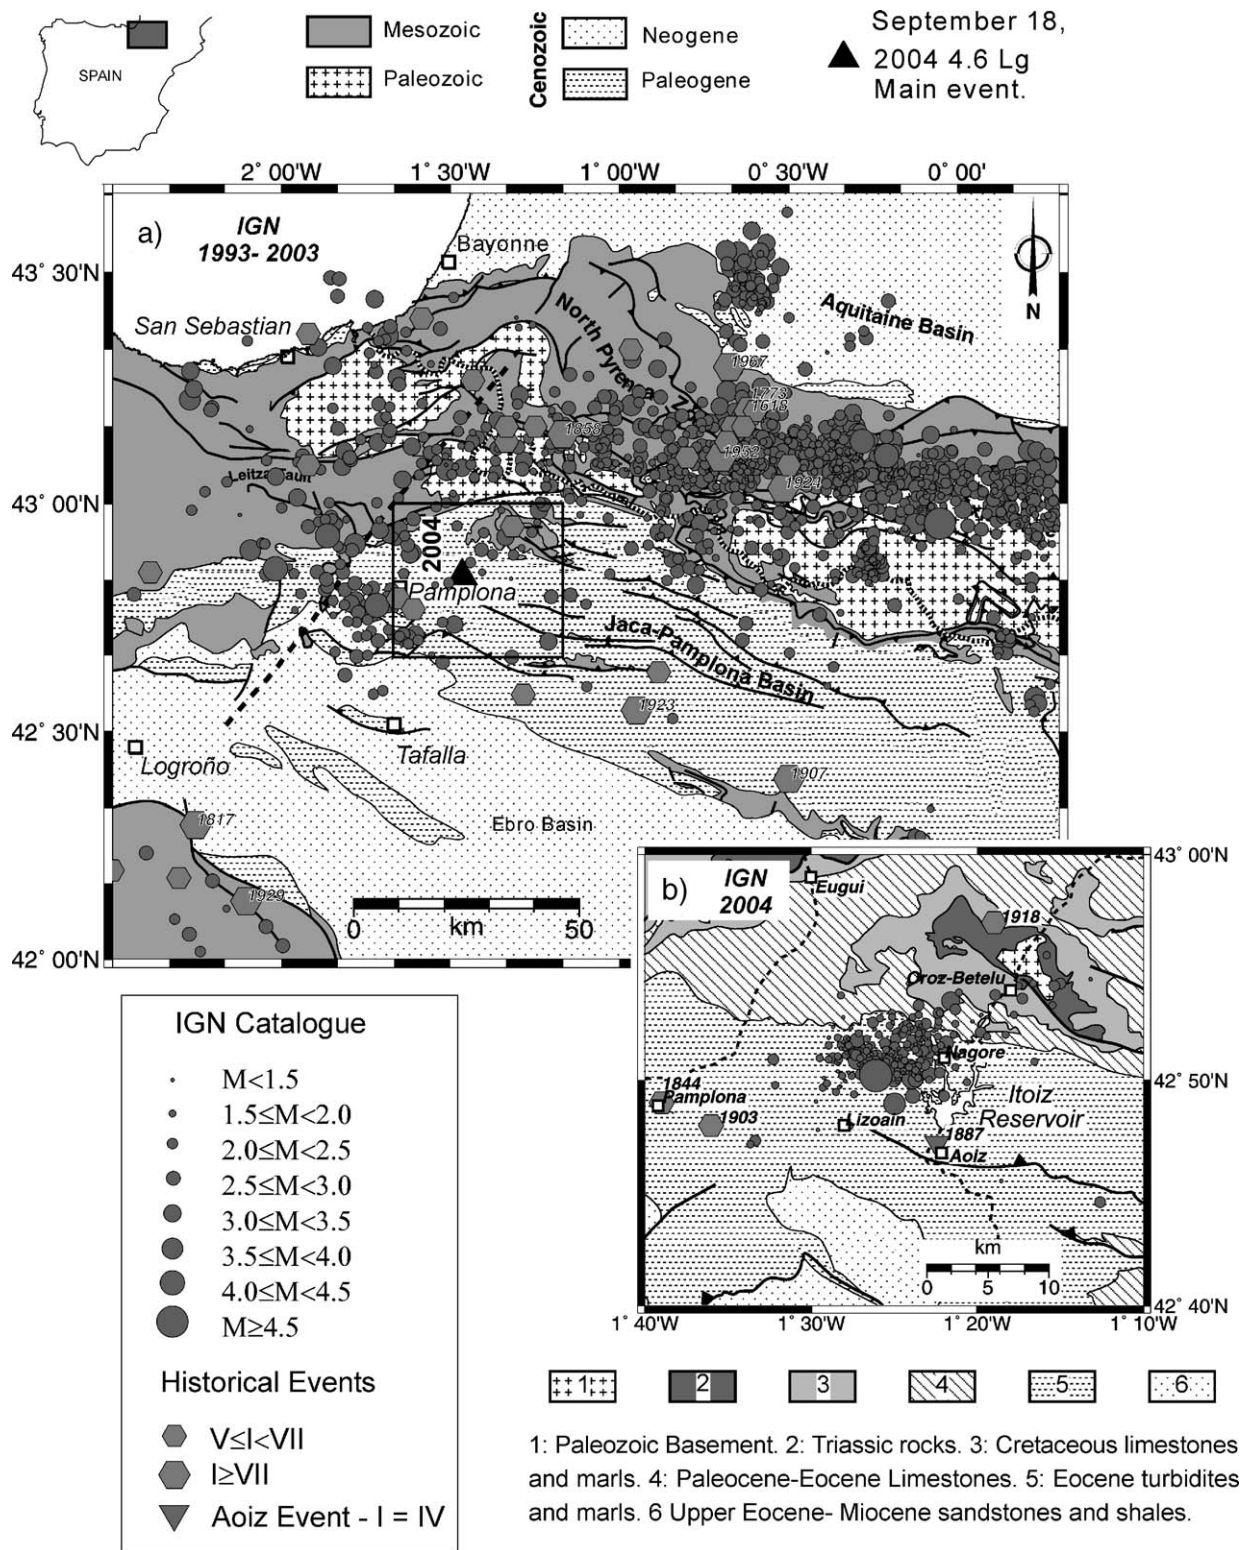 SPAIN
Mesozoic
Paleozoic
Cenozoic
Neogene
Paleogene
September 18,
2004 4.6 Lg
Main event.
2° 00'W
1° 30'W
1° 00'W
0° 30'W
0° 00'
43° 30'N
43° 00'N
42° 30'N
42° 00'N
a)
IGN
1993- 2003
Bayonne
N
San Sebastian
North Pyrenean
Aquitaine Basin
1967
1773
1618
1858
1952
1924
Leitza Fault
2004
Pamplona
Jaca-Pamplona Basin
1923
Logroño
Tafalla
1907
1817
Ebro Basin
1929
0
km
50
b)
IGN
2004
Eugui
1918
Oroz-Betelu
Nagore
Itoiz
Reservoir
1844
Pamplona
1903
Lizoain
1887
Aoiz
km
0 5 10
43° 00'N
42° 50'N
42° 40'N
1° 40'W
1° 30'W
1° 20'W
1° 10'W
IGN Catalogue
M<1.5
1.5≤M<2.0
2.0≤M<2.5
2.5≤M<3.0
3.0≤M<3.5
3.5≤M<4.0
4.0≤M<4.5
M≥4.5
Historical Events
V≤I<VII
I≥VII
Aoiz Event - I = IV
1 2 3 4 5 6
1: Paleozoic Basement. 2: Triassic rocks. 3: Cretaceous limestones
and marls. 4: Paleocene-Eocene Limestones. 5: Eocene turbidites
and marls. 6 Upper Eocene- Miocene sandstones and shales.